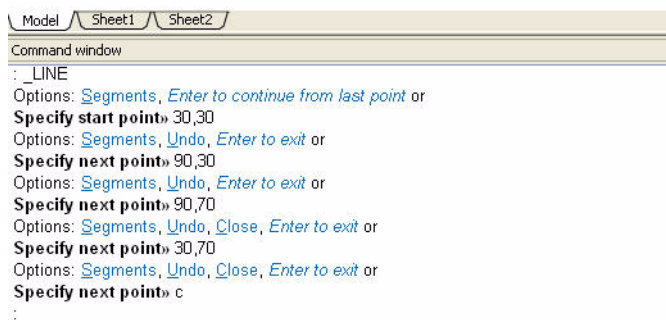 Model Sheet1 Sheet2
Command window
: _LINE
Options: Segments, Enter to continue from last point or
Specify start point» 30,30
Options: Segments, Undo, Enter to exit or
Specify next point» 90,30
Options: Segments, Undo, Enter to exit or
Specify next point» 90,70
Options: Segments, Undo, Close, Enter to exit or
Specify next point» 30,70
Options: Segments, Undo, Close, Enter to exit or
Specify next point» c
: